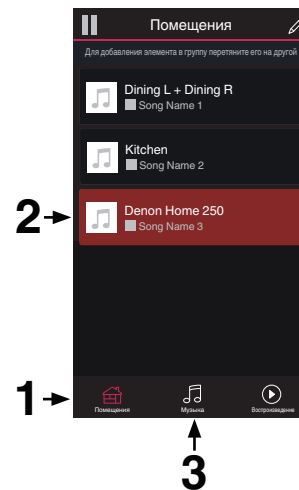 Помещения
Для добавления элемента в группу перетяните его на другой
Dining L + Dining R
Song Name 1
Kitchen
Song Name 2
2
Denon Home 250
Song Name 3
1
Помещения
Музыка
Воспроизведение
3